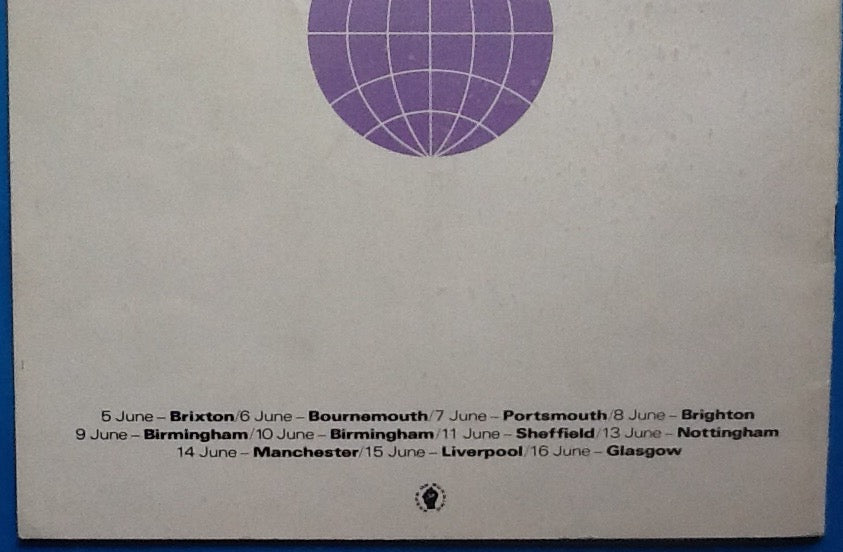 5 June – Brixton/6 June – Bournemouth/7 June – Portsmouth/8 June – Brighton
9 June – Birmingham/10 June – Birmingham/11 June – Sheffield/13 June – Nottingham
14 June – Manchester/15 June – Liverpool/16 June – Glasgow